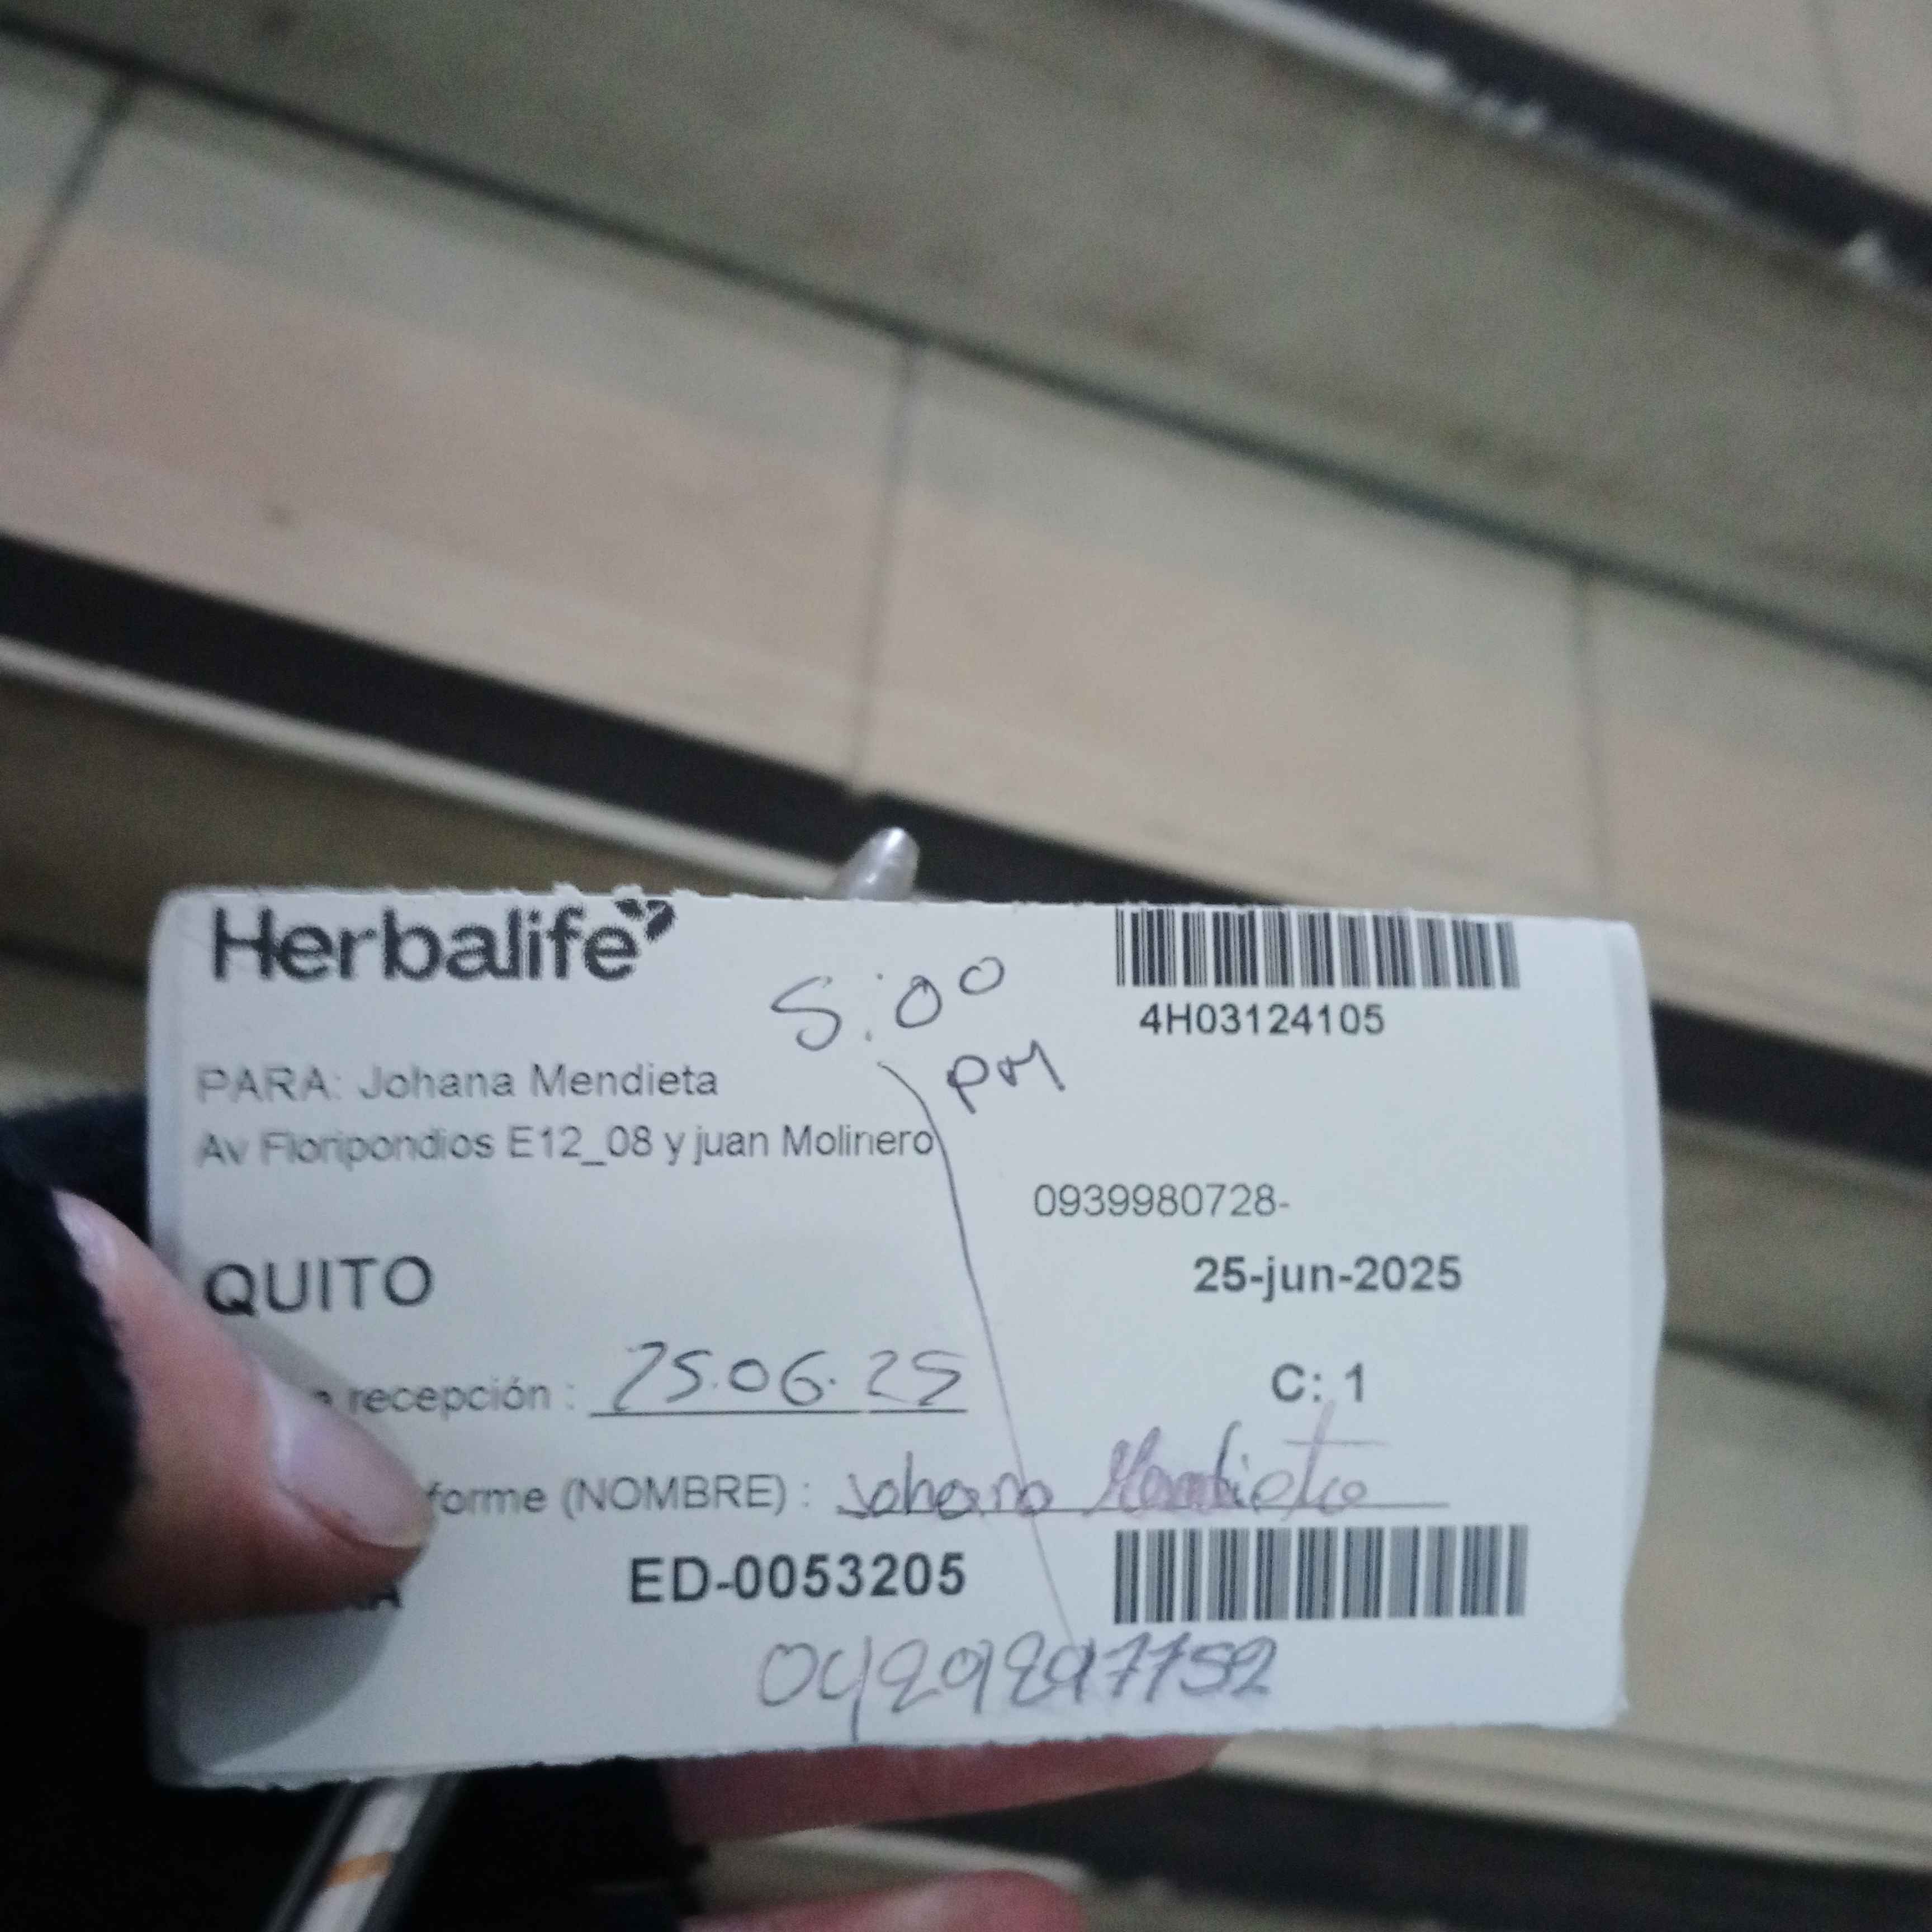 Herbalife
5:00
PM
4H03124105
PARA: Johana Mendieta
Av Floripondios E12_08 y juan Molinero
0939980728-
QUITO
25-jun-2025
recepción : 25.06.25
C: 1
forme (NOMBRE) : Johana Mendieta
ED-0053205